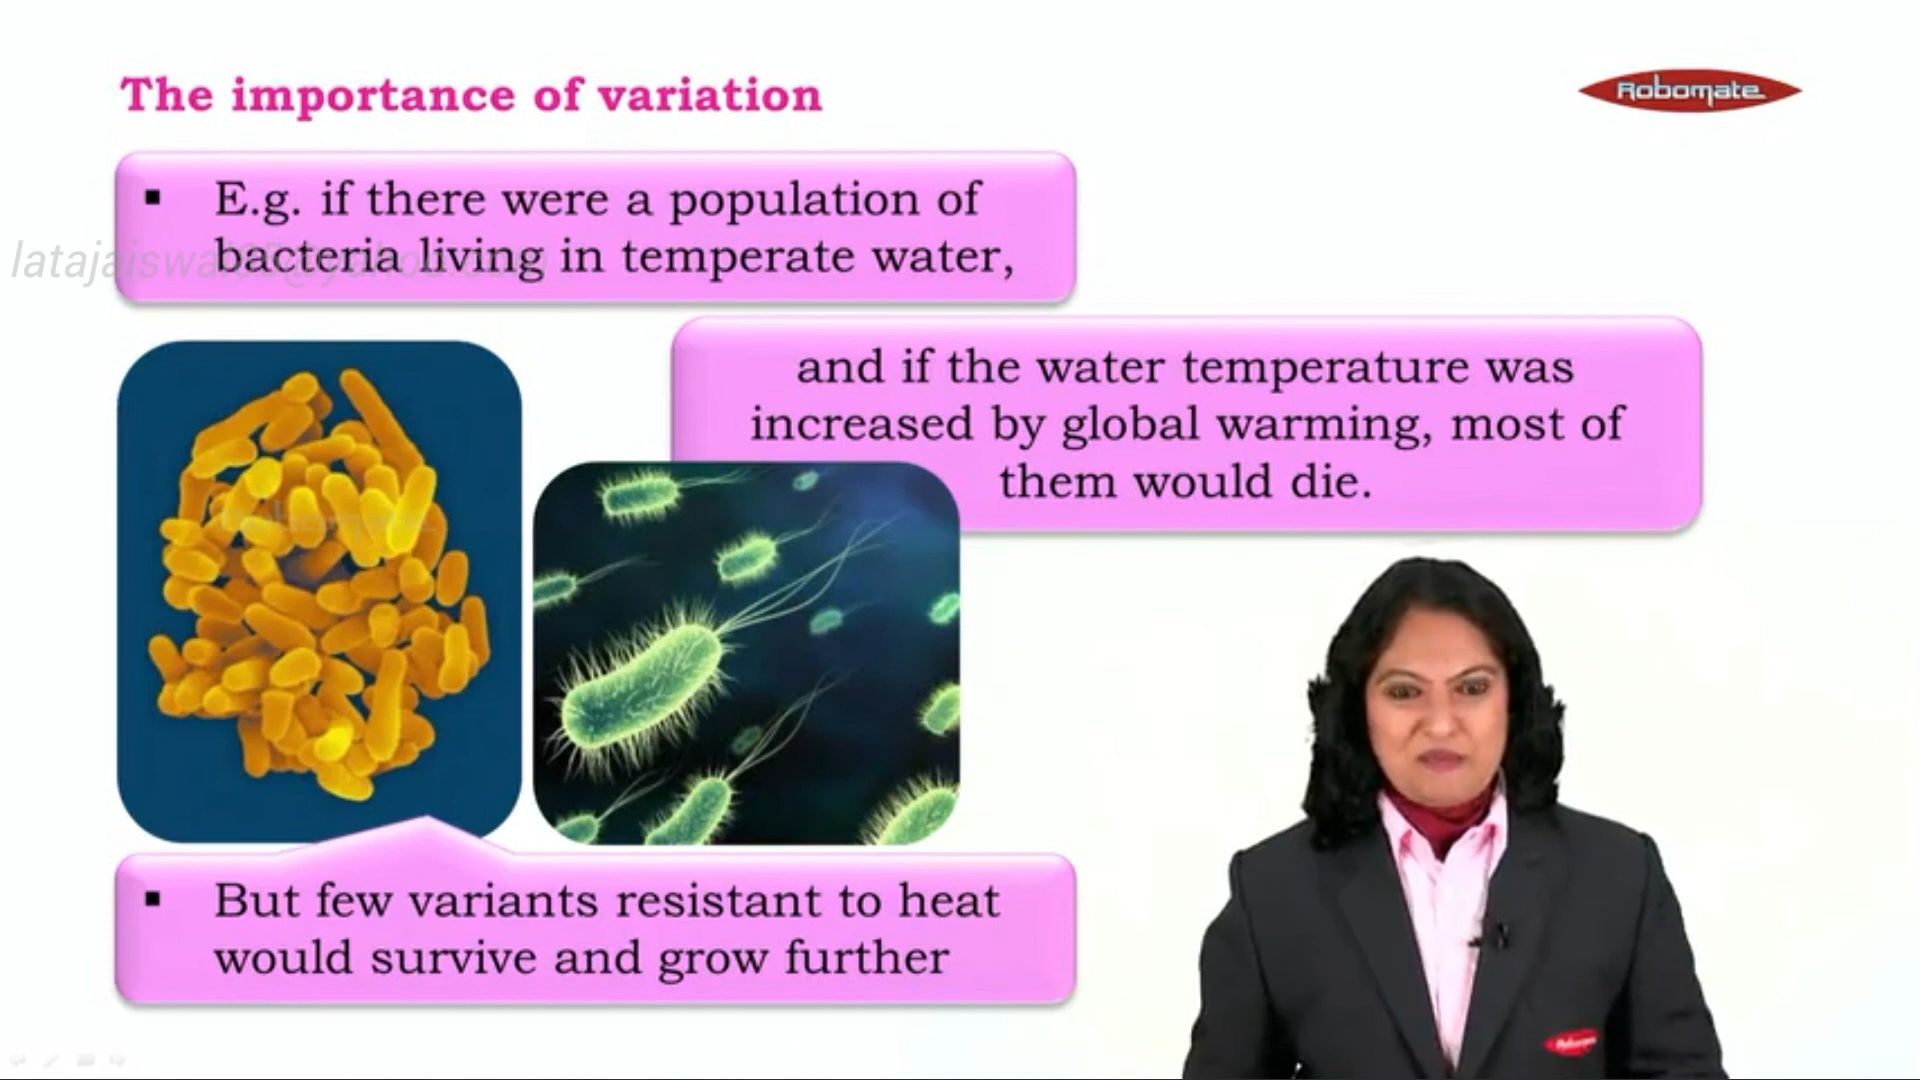 The importance of variation
Robomate
▪ E.g. if there were a population of
bacteria living in temperate water,
and if the water temperature was
increased by global warming, most of
them would die.
▪ But few variants resistant to heat
would survive and grow further